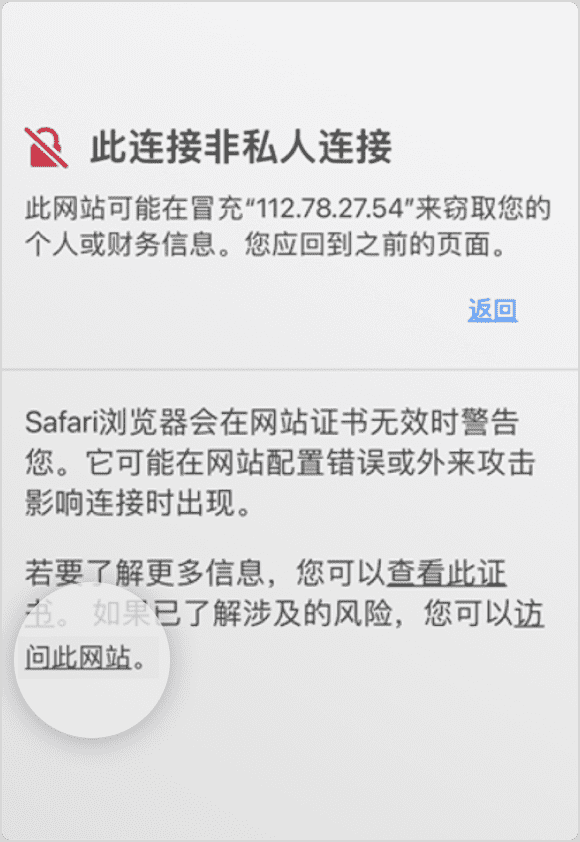 此连接非私人连接
此网站可能在冒充“112.78.27.54”来窃取您的
个人或财务信息。您应回到之前的页面。
返回
Safari浏览器会在网站证书无效时警告
您。它可能在网站配置错误或外来攻击
影响连接时出现。
若要了解更多信息，您可以查看此证
书。 如果已了解涉及的风险，您可以访
问此网站。